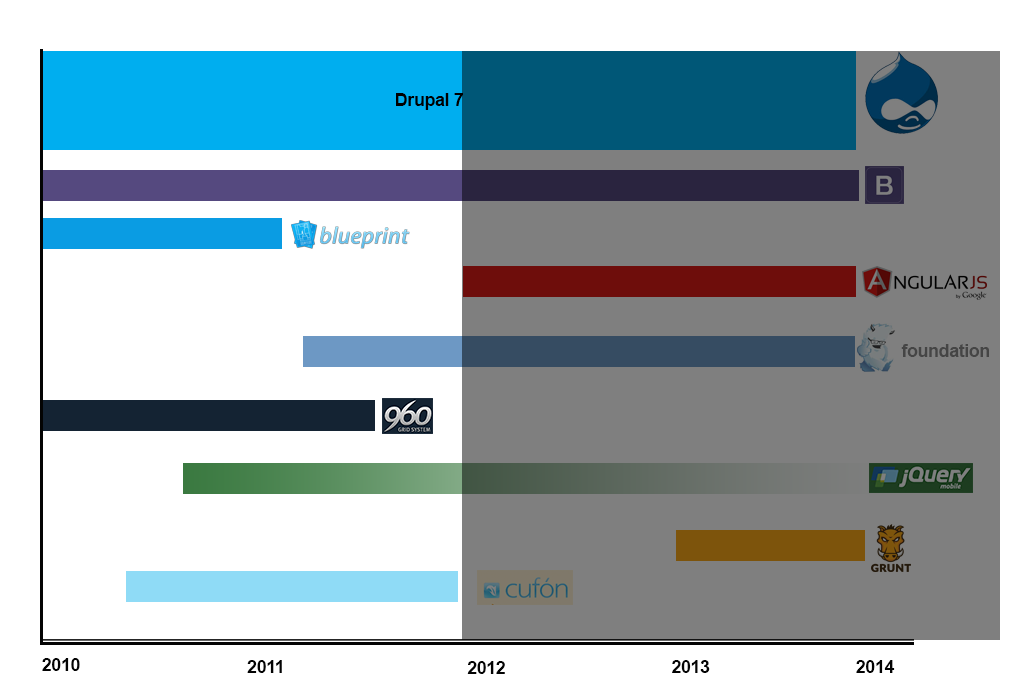 Drupal 7
B
blueprint
ANGULARJS
by Google
foundation
960
GRID SYSTEM
jQuery
mobile
GRUNT
cufón
2010 2011 2012 2013 2014